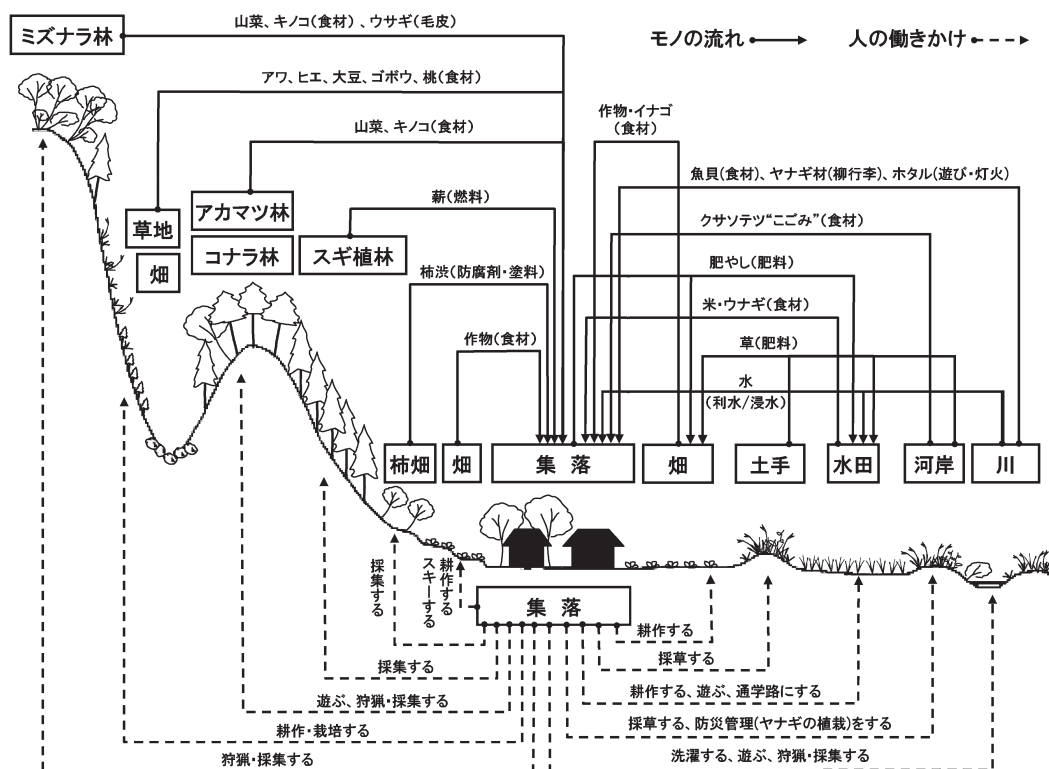 ミズナラ林
山菜、キノコ(食材)、ウサギ(毛皮)
モノの流れ
人の働きかけ
アワ、ヒエ、大豆、ゴボウ、桃(食材)
山菜、キノコ(食材)
作物・イナゴ
(食材)
魚貝(食材)、ヤナギ材(柳行李)、ホタル(遊び・灯火)
草地
アカマツ林
薪(燃料)
クサソテツ“こごみ”(食材)
畑
コナラ林
スギ植林
柿渋(防腐剤・塗料)
肥やし(肥料)
米・ウナギ(食材)
作物(食材)
草(肥料)
水
(利水/浸水)
柿畑
畑
集落
畑
土手
水田
河岸
川
採集する
耕作する
スキーする
集落
耕作する
採集する
採草する
遊ぶ、狩猟・採集する
耕作する、遊ぶ、通学路にする
耕作・栽培する
採草する、防災管理(ヤナギの植栽)をする
狩猟・採集する
洗濯する、遊ぶ、狩猟・採集する